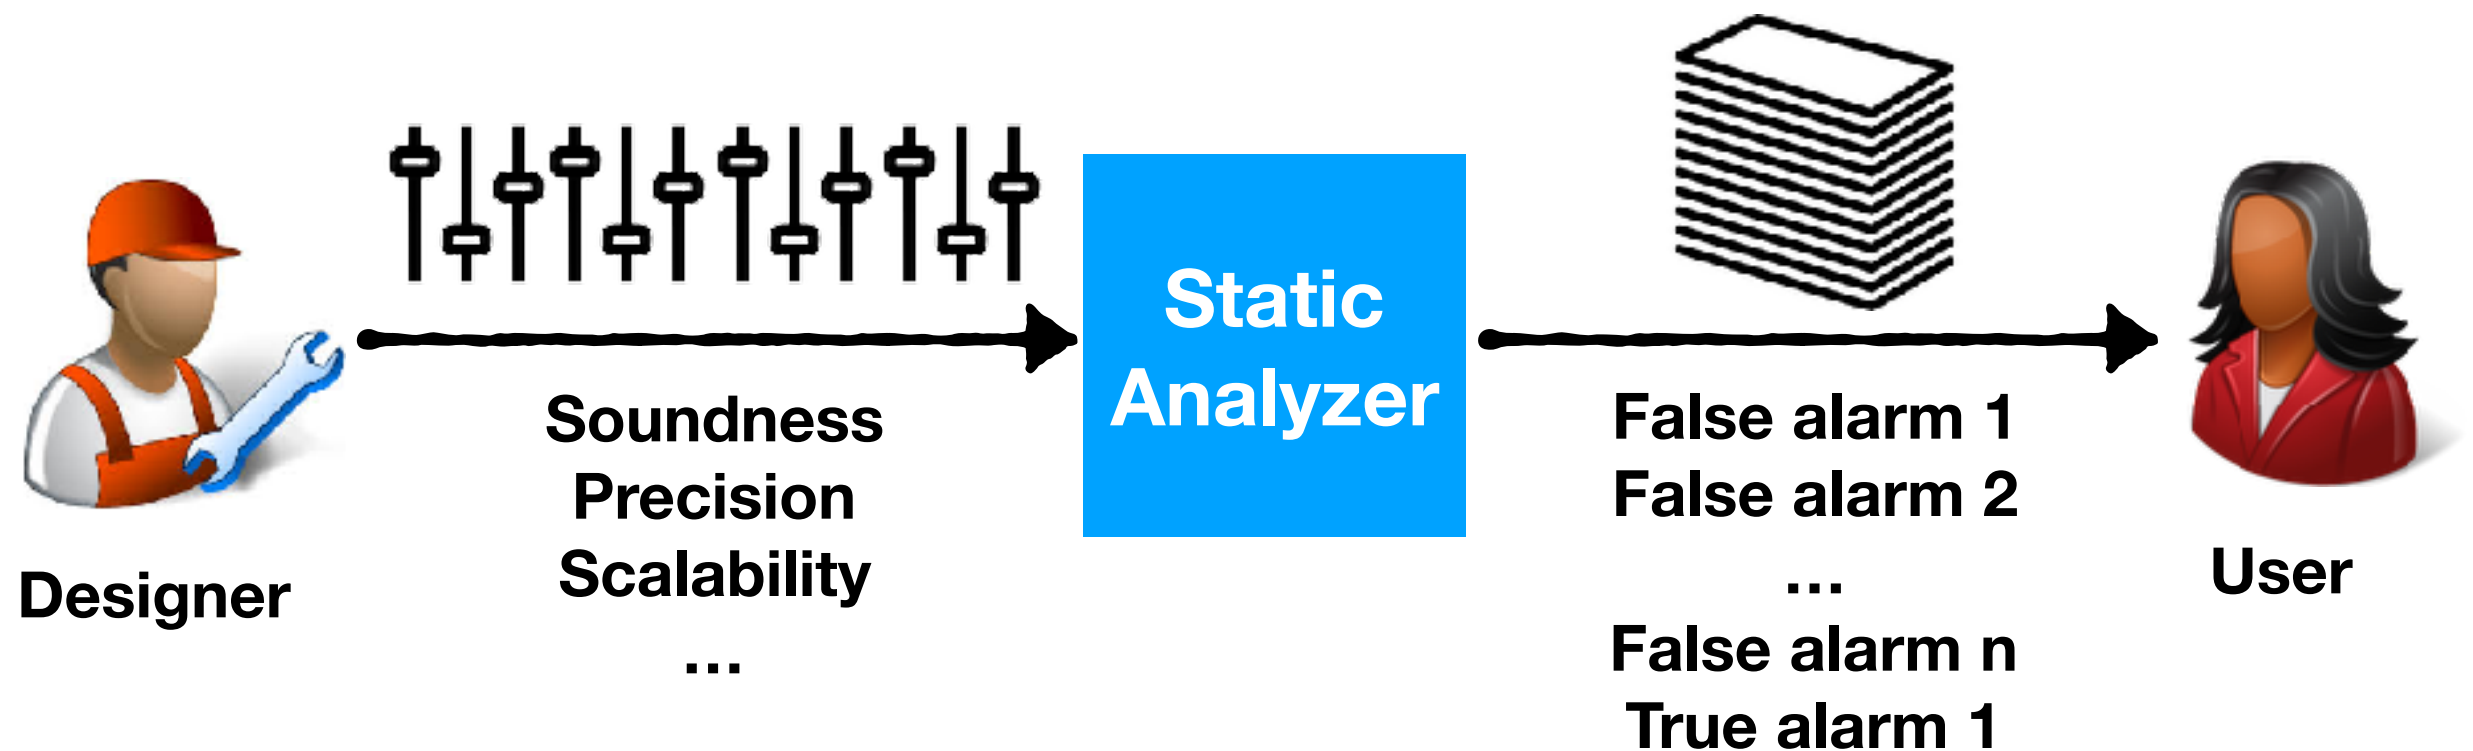 Designer
Soundness
Precision
Scalability
...
Static
Analyzer
False alarm 1
False alarm 2
...
False alarm n
True alarm 1
User